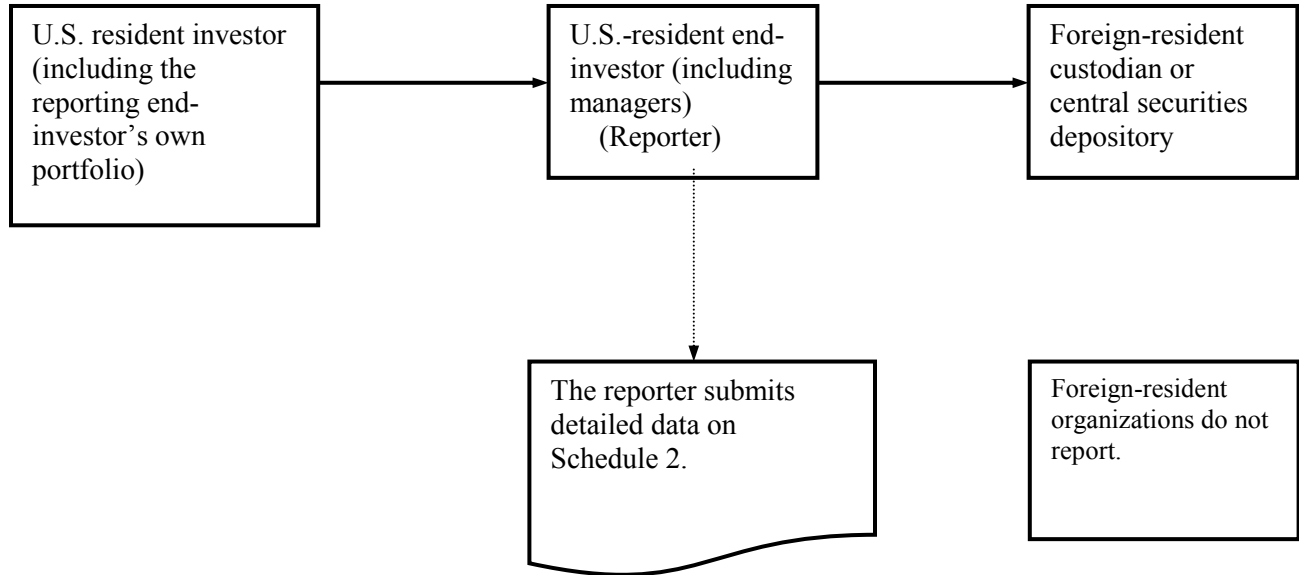 U.S. resident investor
(including the
reporting end-
investor’s own
portfolio)
U.S.-resident end-
investor (including
managers)
(Reporter)
Foreign-resident
custodian or
central securities
depository
The reporter submits
detailed data on
Schedule 2.
Foreign-resident
organizations do not
report.